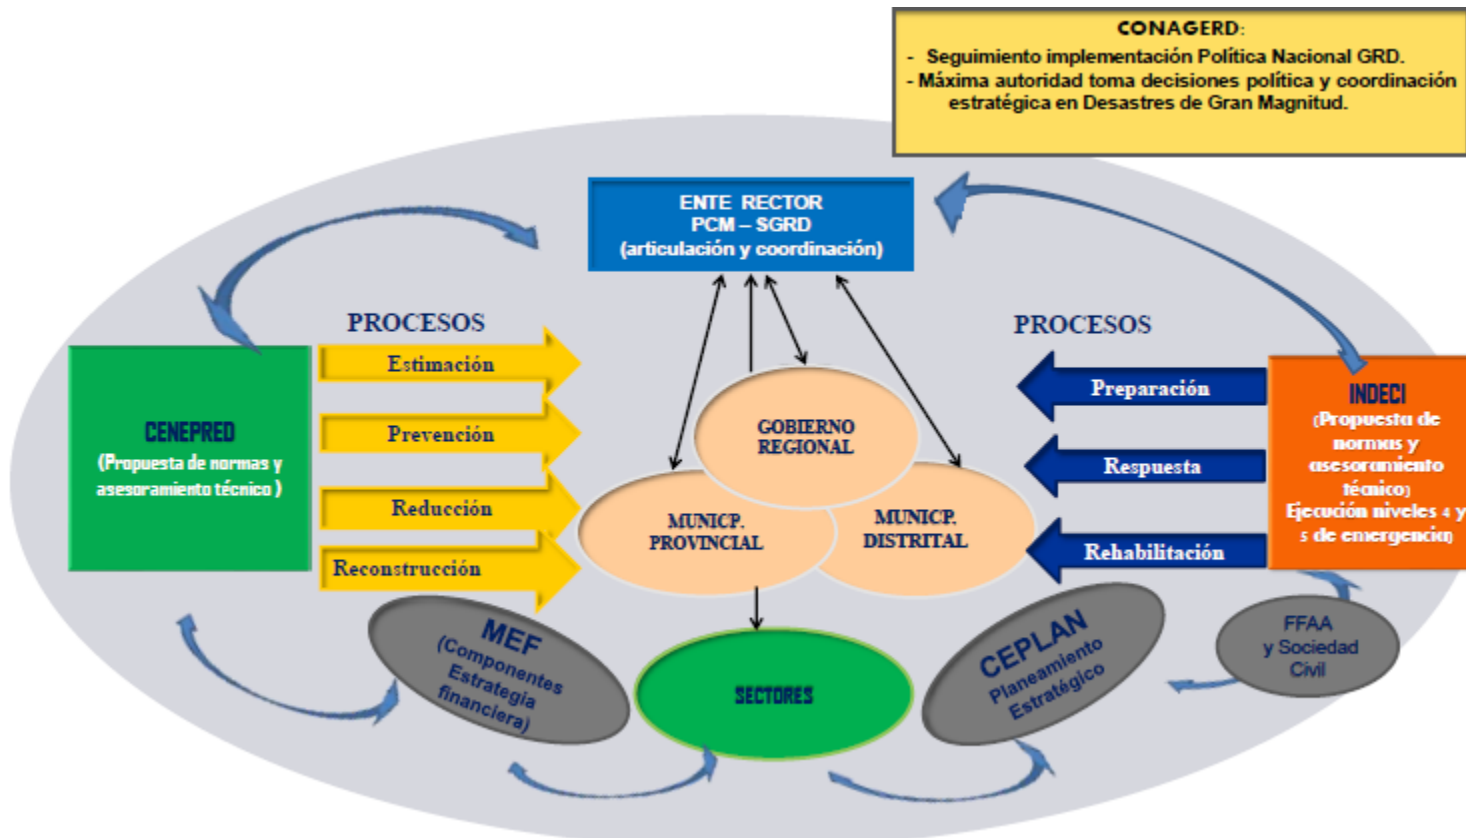 CONAGERD:
- Seguimiento implementación Política Nacional GRD.
- Máxima autoridad toma decisiones política y coordinación
estratégica en Desastres de Gran Magnitud.
ENTE RECTOR
PCM – SGRD
(articulación y coordinación)
PROCESOS
PROCESOS
CENEPRED
(Propuesta de normas y
asesoramiento técnico )
Estimación
Prevención
Reducción
Reconstrucción
GOBIERNO
REGIONAL
MUNICP.
PROVINCIAL
MUNICP.
DISTRITAL
Preparación
Respuesta
Rehabilitación
INDECI
(Propuesta de
normas y
asesoramiento
técnico)
Ejecución niveles 4 y
5 de emergencia)
MEF
(Componentes
Estrategia
financiera)
SECTORES
CEPLAN
Planeamiento
Estratégico
FFAA
y Sociedad
Civil